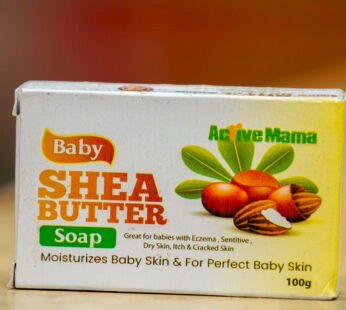 Baby
Active Mama
SHEA
BUTTER
Soap
Great for babies with Eczema , Sentitive ,
Dry Skin, Itch & Cracked Skin
Moisturizes Baby Skin & For Perfect Baby Skin
100g